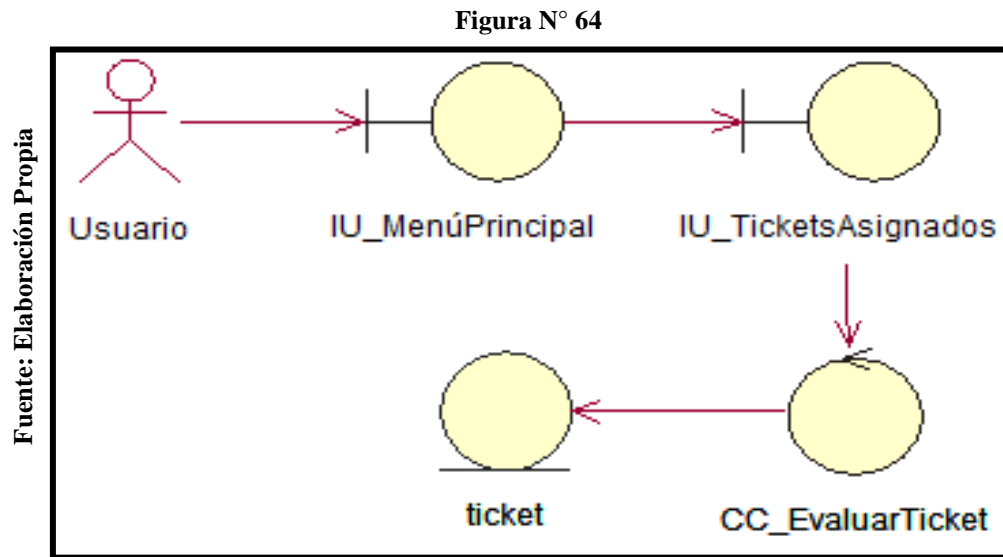 Figura N° 64
Fuente: Elaboración Propia
Usuario
IU_MenúPrincipal
IU_TicketsAsignados
ticket
CC_EvaluarTicket